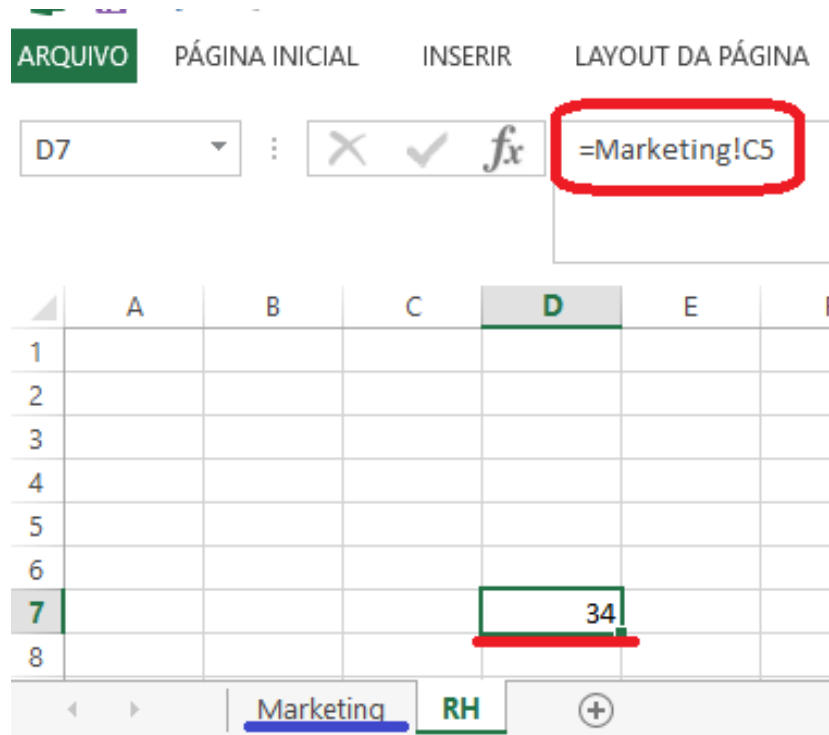 ARQUIVO PÁGINA INICIAL INSERIR LAYOUT DA PÁGINA
D7 fx =Marketing!C5
A B C D E
1
2
3
4
5
6
7 34
8
Marketing RH